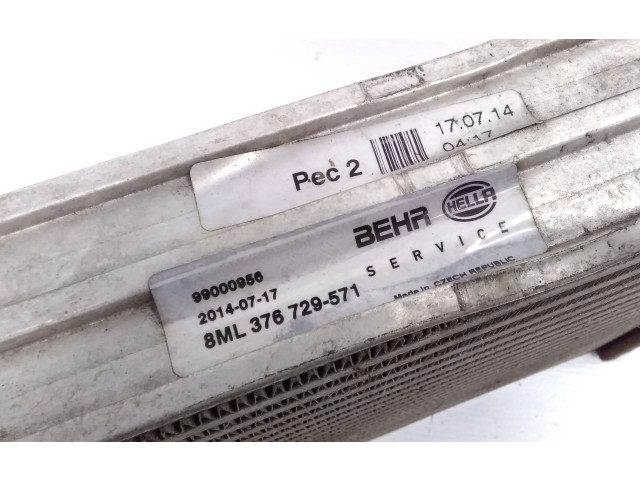 Pec 2
17.07.14
04:17
BEHR HELLA
SERVICE
99000956
2014-07-17
8ML 376 729-571
Made in CZECH REPUBLIC